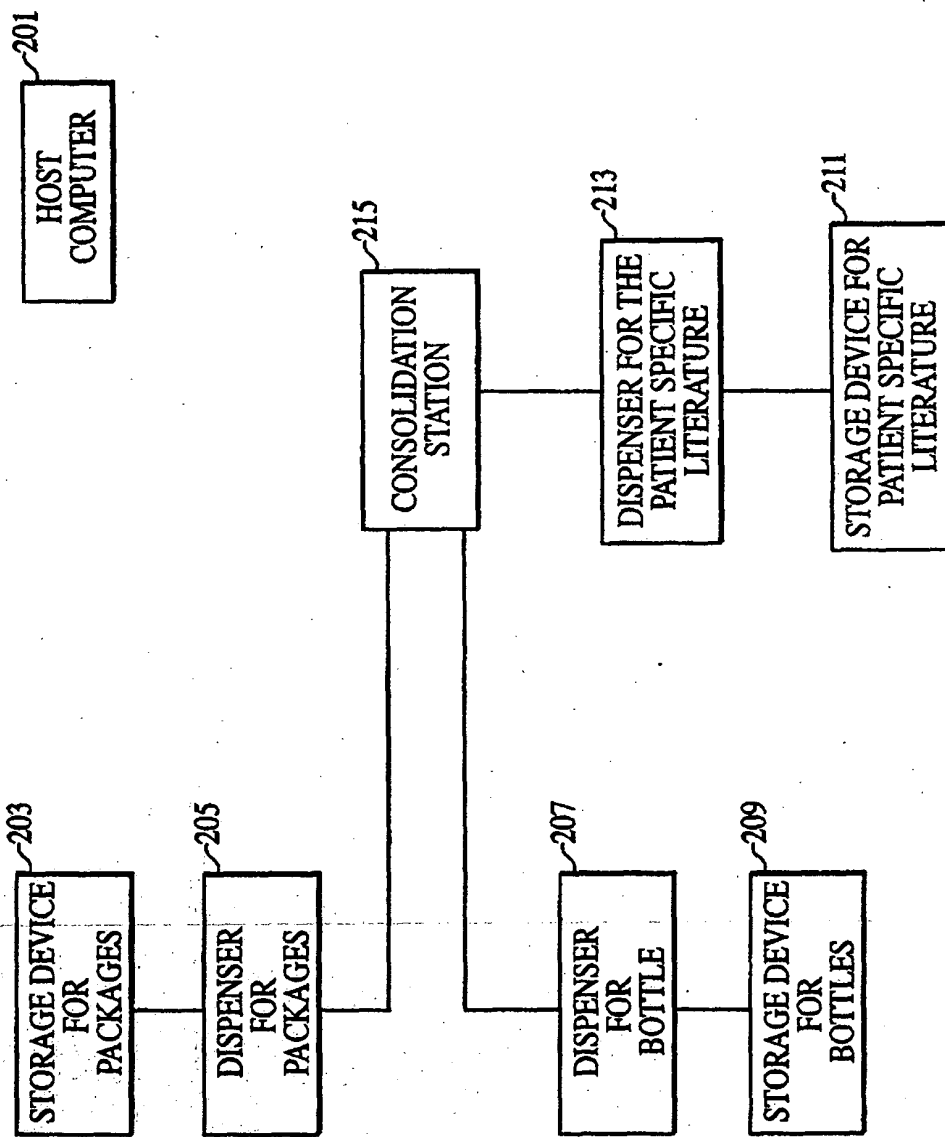 201
HOST
COMPUTER
203
STORAGE DEVICE
FOR
PACKAGES
205
DISPENSER
FOR
PACKAGES
215
CONSOLIDATION
STATION
207
DISPENSER
FOR
BOTTLE
209
STORAGE DEVICE
FOR
BOTTLES
213
DISPENSER FOR THE
PATIENT SPECIFIC
LITERATURE
211
STORAGE DEVICE FOR
PATIENT SPECIFIC
LITERATURE